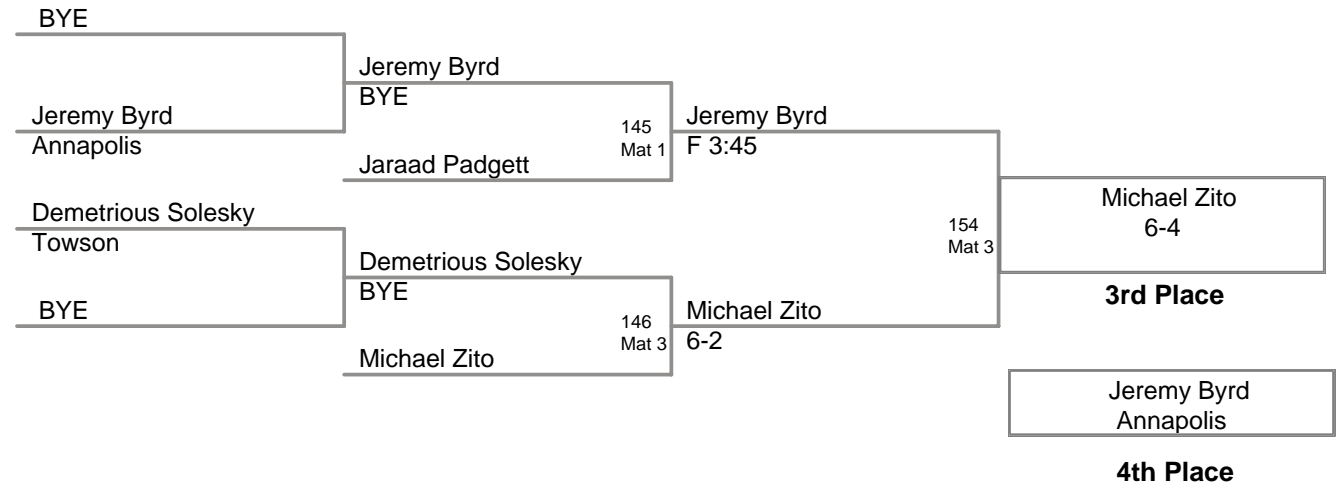 BYE
Jeremy Byrd
Annapolis
Demetrious Solesky
Towson
BYE
Jeremy Byrd
BYE
Jaraad Padgett
145
Mat 1
Demetrious Solesky
BYE
Michael Zito
146
Mat 3
Jeremy Byrd
F 3:45
Michael Zito
6-2
154
Mat 3
Michael Zito
6-4
3rd Place
Jeremy Byrd
Annapolis
4th Place